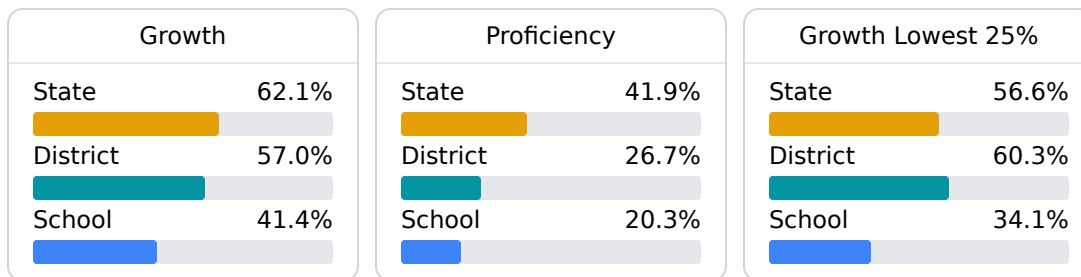 Growth
State 62.1%
District 57.0%
School 41.4%
Proficiency
State 41.9%
District 26.7%
School 20.3%
Growth Lowest 25%
State 56.6%
District 60.3%
School 34.1%